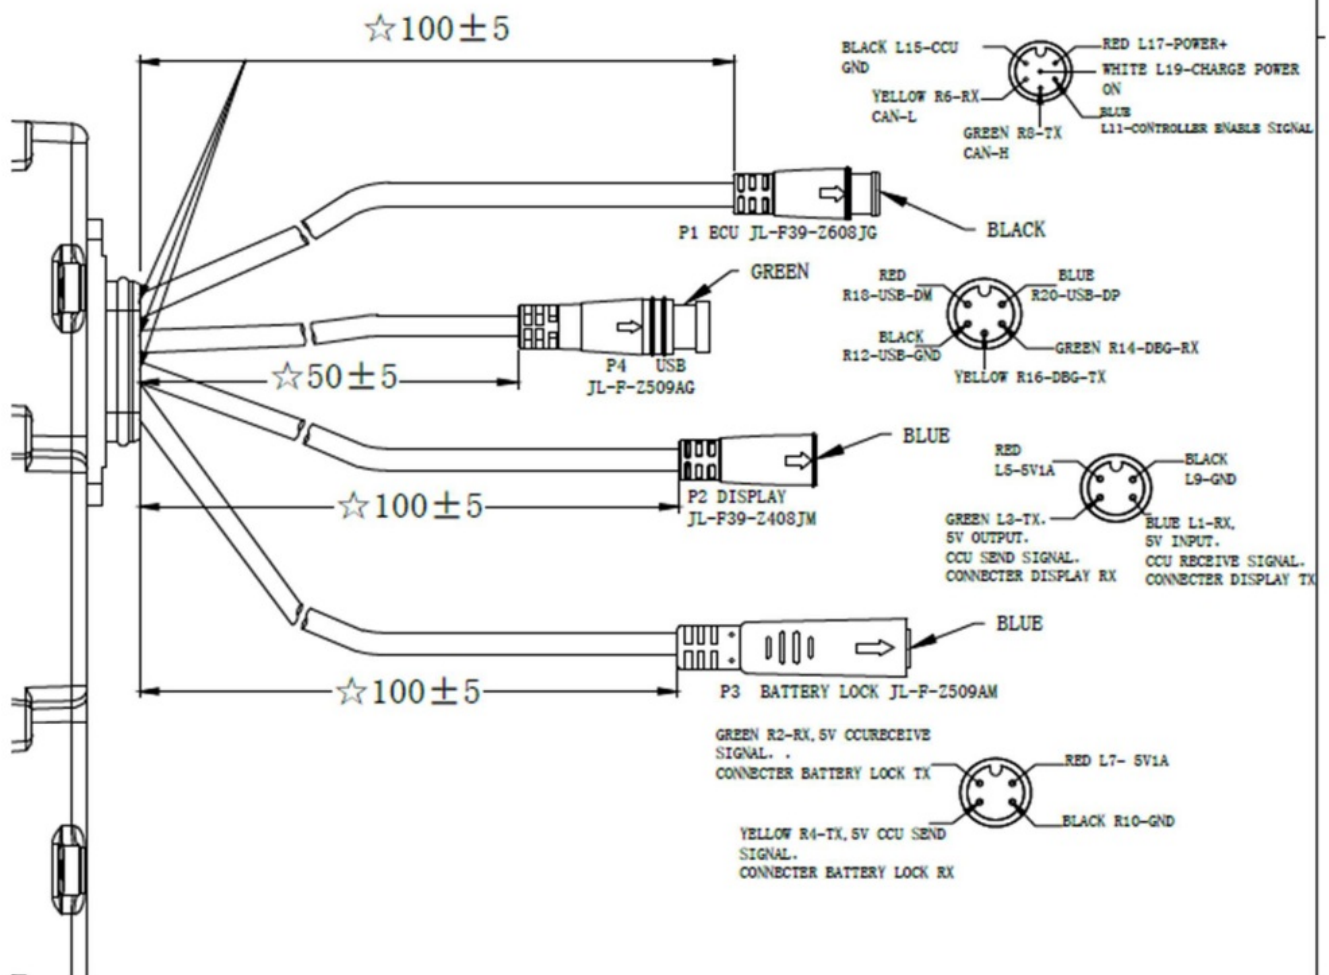 ☆100±5
BLACK L15-CCU
GND
RED L17-POWER+
WHITE L19-CHARGE POWER
ON
YELLOW R6-RX
CAN-L
BLUE
L11-CONTROLLER ENABLE SIGNAL
GREEN R8-TX
CAN-H
P1 ECU JL-F39-Z608JG
BLACK
GREEN
RED
R18-USB-DM
BLUE
R20-USB-DP
BLACK
R12-USB-GND
GREEN R14-DBG-RX
YELLOW R16-DBG-TX
P4 USB
JL-F-Z509AG
☆50±5
BLUE
RED
L5-5V1A
BLACK
L9-GND
P2 DISPLAY
JL-F39-Z408JM
☆100±5
GREEN L3-TX.
5V OUTPUT.
CCU SEND SIGNAL.
CONNECTER DISPLAY RX
BLUE L1-RX,
5V INPUT.
CCU RECEIVE SIGNAL.
CONNECTER DISPLAY TX
BLUE
☆100±5
P3 BATTERY LOCK JL-F-Z509AM
GREEN R2-RX, 5V CCURECEIVE
SIGNAL. .
CONNECTER BATTERY LOCK TX
RED L7- 5V1A
BLACK R10-GND
YELLOW R4-TX, 5V CCU SEND
SIGNAL.
CONNECTER BATTERY LOCK RX